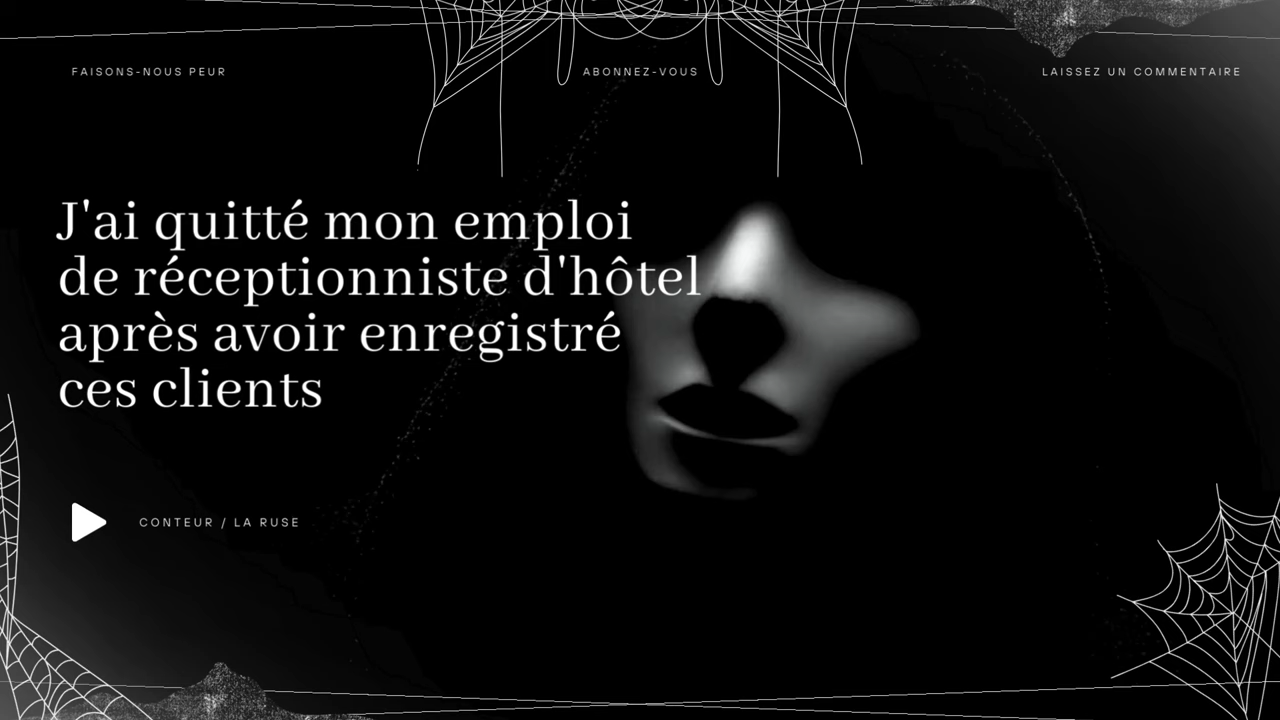 FAISONS-NOUS PEUR
ABONNEZ-VOUS
LAISSEZ UN COMMENTAIRE
J'ai quitté mon emploi
de réceptionniste d'hôtel
après avoir enregistré
ces clients
CONTEUR / LA RUSE